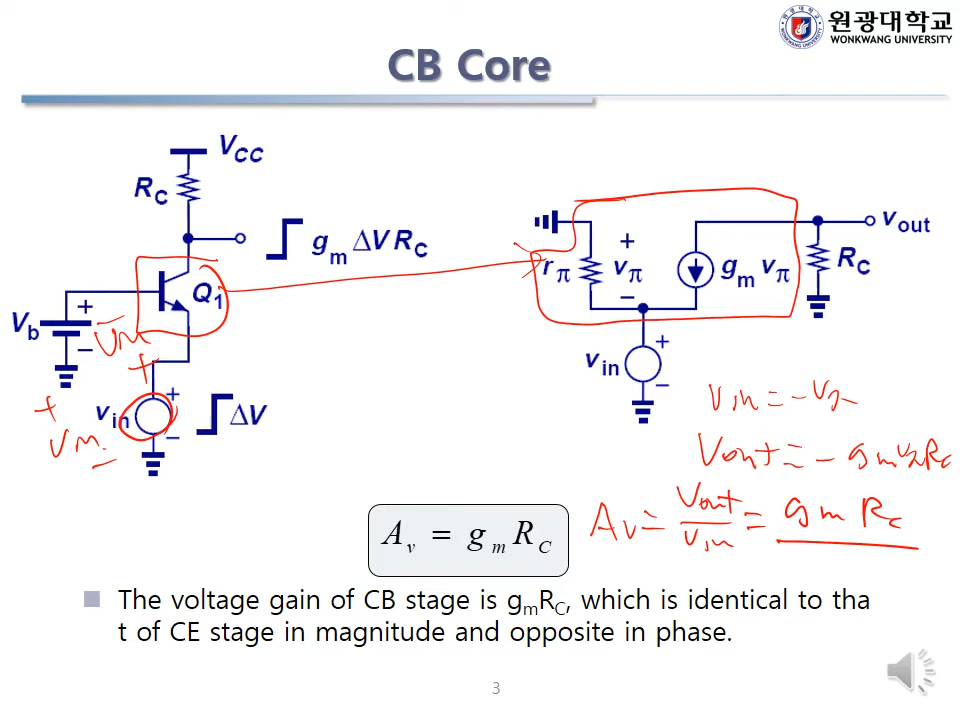 원광대학교
WONKWANG UNIVERSITY
CB Core
VCC
RC
gm ΔV RC
Q1
Vb
+
−
vin
+
−
ΔV
rπ
+
vπ
−
gm vπ
vout
RC
vin
+
−
+
−
+
Vin = -Vπ
Vout = - gm Vπ Rc
Av = Vout / Vin = gm Rc
Av = gm RC
The voltage gain of CB stage is gmRC, which is identical to tha
t of CE stage in magnitude and opposite in phase.
3